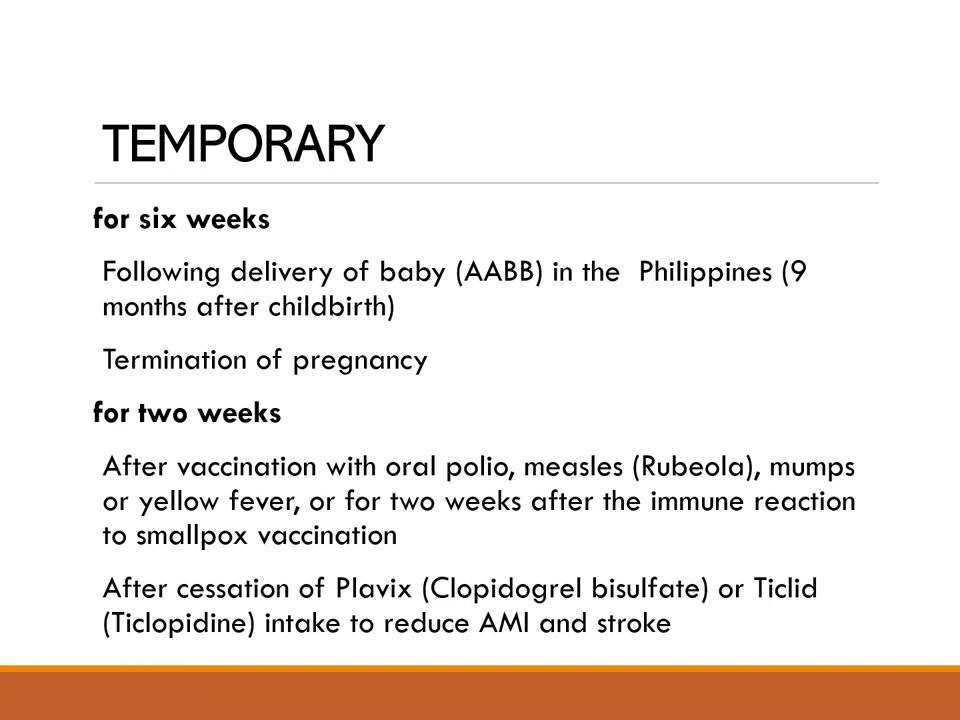 TEMPORARY
for six weeks
Following delivery of baby (AABB) in the  Philippines (9
months after childbirth)
Termination of pregnancy
for two weeks
After vaccination with oral polio, measles (Rubeola), mumps
or yellow fever, or for two weeks after the immune reaction
to smallpox vaccination
After cessation of Plavix (Clopidogrel bisulfate) or Ticlid
(Ticlopidine) intake to reduce AMI and stroke